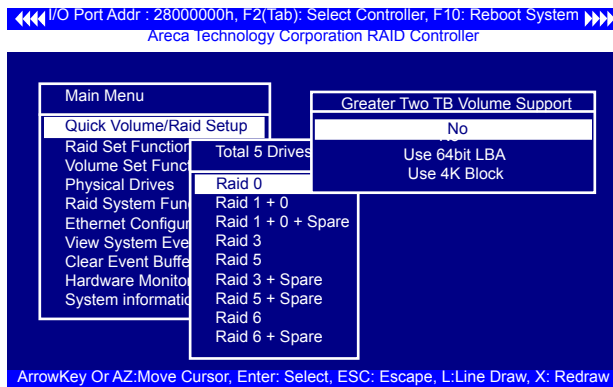 I/O Port Addr : 28000000h, F2(Tab): Select Controller, F10: Reboot System
Areca Technology Corporation RAID Controller
Main Menu
Quick Volume/Raid Setup
Raid Set Function
Volume Set Funct
Physical Drives
Raid System Fun
Ethernet Configur
View System Eve
Clear Event Buffe
Hardware Monitor
System informatio
Total 5 Drives
Raid 0
Raid 1 + 0
Raid 1 + 0 + Spare
Raid 3
Raid 5
Raid 3 + Spare
Raid 5 + Spare
Raid 6
Raid 6 + Spare
Greater Two TB Volume Support
No
Use 64bit LBA
Use 4K Block
ArrowKey Or AZ:Move Cursor, Enter: Select, ESC: Escape, L:Line Draw, X: Redraw